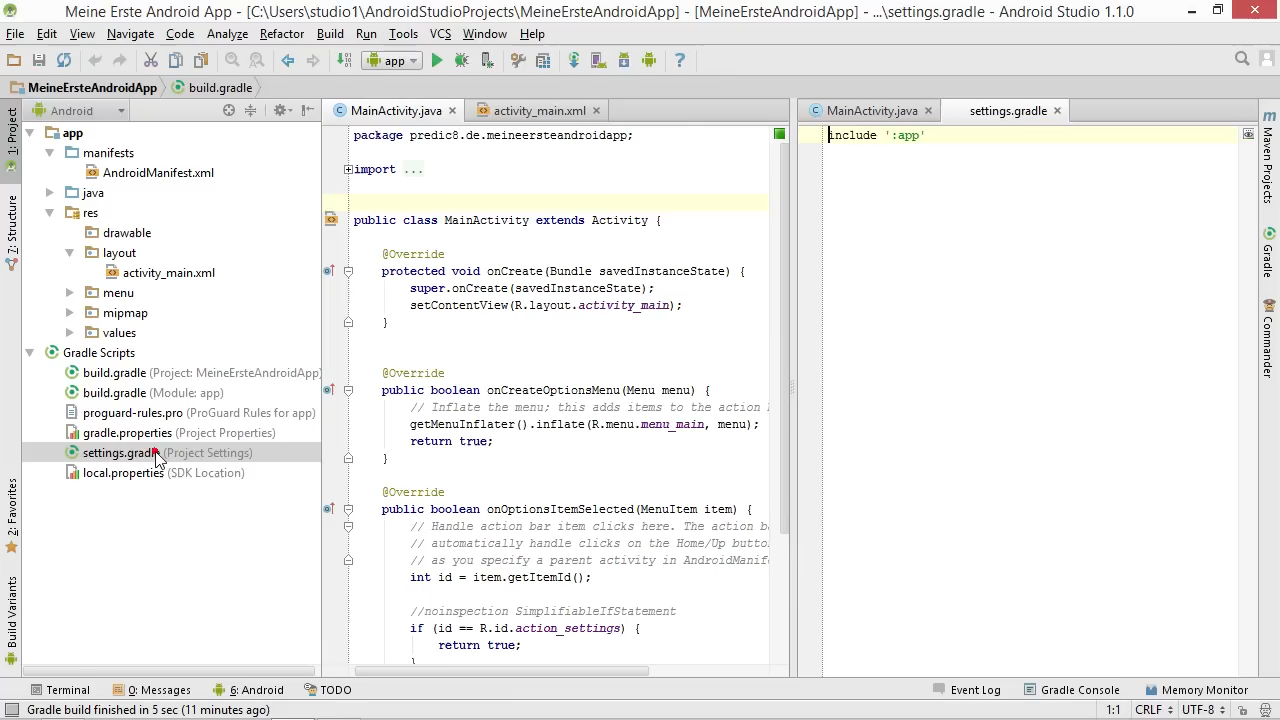 Meine Erste Android App - [C:\Users\studio1\AndroidStudioProjects\MeineErsteAndroidApp] - [MeineErsteAndroidApp] - ...\settings.gradle - Android Studio 1.1.0
File Edit View Navigate Code Analyze Refactor Build Run Tools VCS Window Help
app
MeineErsteAndroidApp build.gradle
Android
MainActivity.java activity_main.xml
MainActivity.java settings.gradle
1: Project
7: Structure
2: Favorites
Build Variants
app
manifests
AndroidManifest.xml
java
res
drawable
layout
activity_main.xml
menu
mipmap
values
Gradle Scripts
build.gradle (Project: MeineErsteAndroidApp)
build.gradle (Module: app)
proguard-rules.pro (ProGuard Rules for app)
gradle.properties (Project Properties)
settings.gradle (Project Settings)
local.properties (SDK Location)
package predic8.de.meineersteandroidapp;
import ...
public class MainActivity extends Activity {
@Override
protected void onCreate(Bundle savedInstanceState) {
super.onCreate(savedInstanceState);
setContentView(R.layout.activity_main);
}
@Override
public boolean onCreateOptionsMenu(Menu menu) {
// Inflate the menu; this adds items to the action
getMenuInflater().inflate(R.menu.menu_main, menu);
return true;
}
@Override
public boolean onOptionsItemSelected(MenuItem item) {
// Handle action bar item clicks here. The action ba
// automatically handle clicks on the Home/Up button
// as you specify a parent activity in AndroidManife
int id = item.getItemId();
//noinspection SimplifiableIfStatement
if (id == R.id.action_settings) {
return true;
}
include ':app'
Maven Projects
Gradle
Commander
Terminal 0: Messages 6: Android TODO Event Log Gradle Console Memory Monitor
Gradle build finished in 5 sec (11 minutes ago) 1:1 CRLF UTF-8